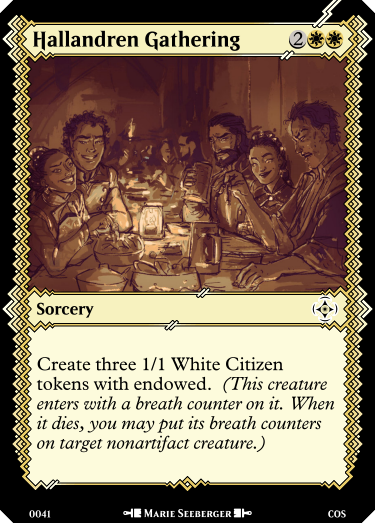 Hallandren Gathering 2
Sorcery
Create three 1/1 White Citizen
tokens with endowed. (This creature
enters with a breath counter on it. When
it dies, you may put its breath counters
on target nonartifact creature.)
0041 Marie Seeberger COS